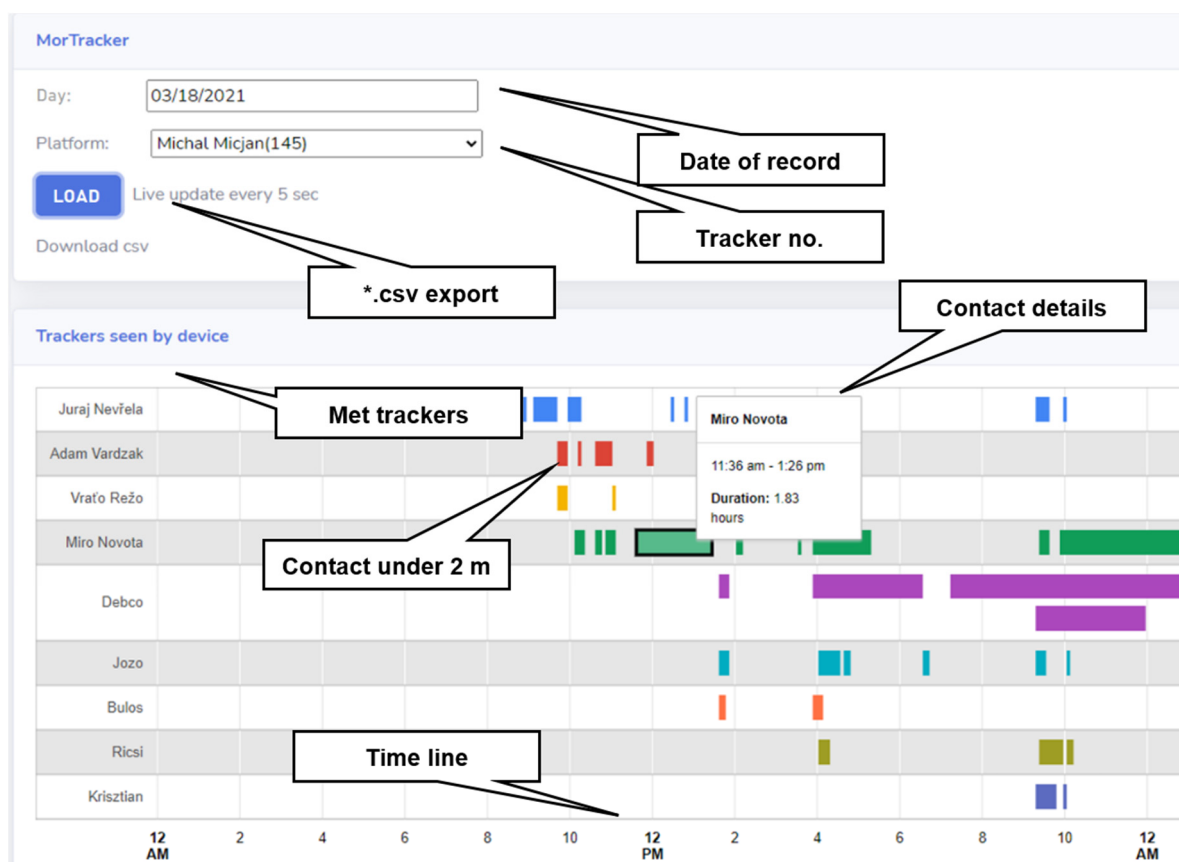 MorTracker
Day:
03/18/2021
Platform:
Michal Micjan(145)
LOAD
Live update every 5 sec
Download csv
Date of record
Tracker no.
*.csv export
Contact details
Trackers seen by device
Met trackers
Juraj Nevřela
Adam Vardzak
Vraťo Režo
Miro Novota
Debco
Jozo
Bulos
Ricsi
Krisztian
Miro Novota
11:36 am - 1:26 pm
Duration: 1.83
hours
Contact under 2 m
Time line
12 2 4 6 8 10 12 2 4 6 8 10 12
AM PM AM